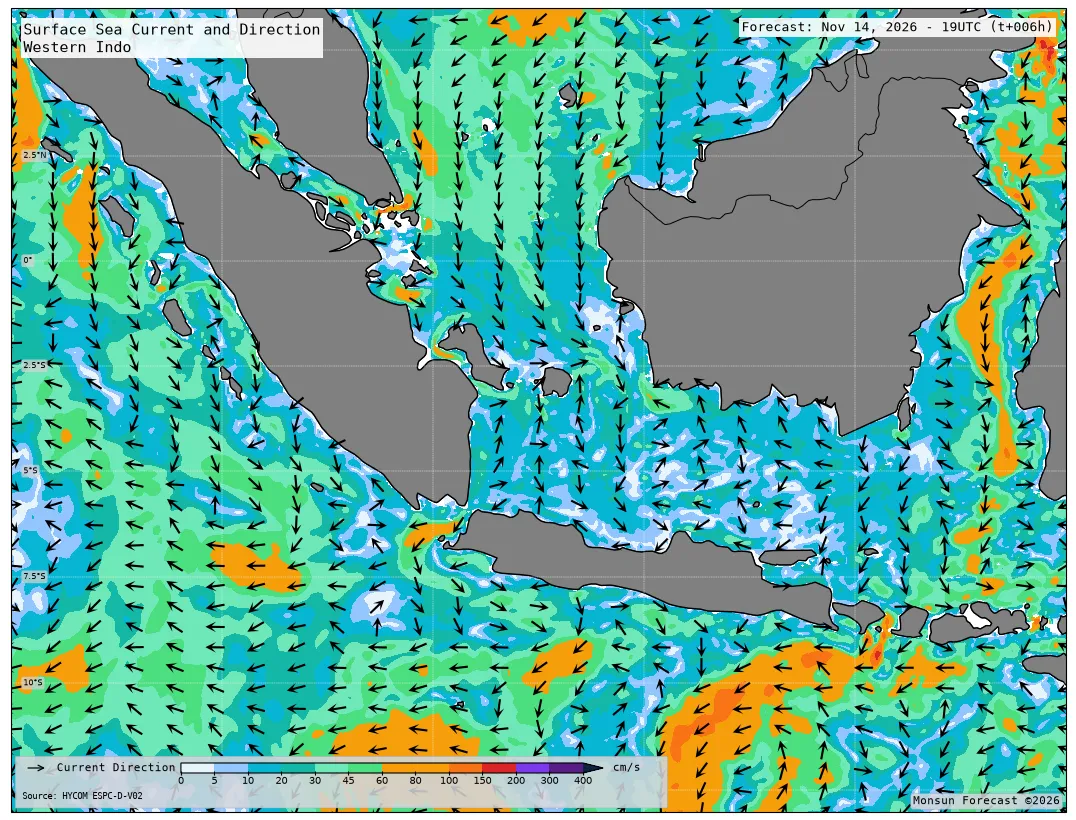 Surface Sea Current and Direction
Western Indo
Forecast: Nov 14, 2026 - 19UTC (t+006h)
2.5°N
0°
2.5°S
5°S
7.5°S
10°S
Current Direction
0 5 10 20 30 45 60 80 100 150 200 300 400
cm/s
Source: HYCOM ESPC-D-V02
Monsun Forecast ©2026